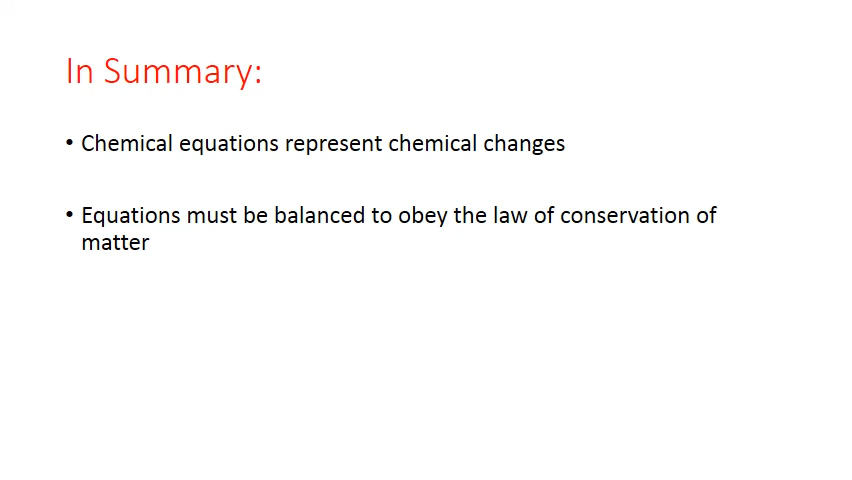 In Summary:
• Chemical equations represent chemical changes
• Equations must be balanced to obey the law of conservation of
matter